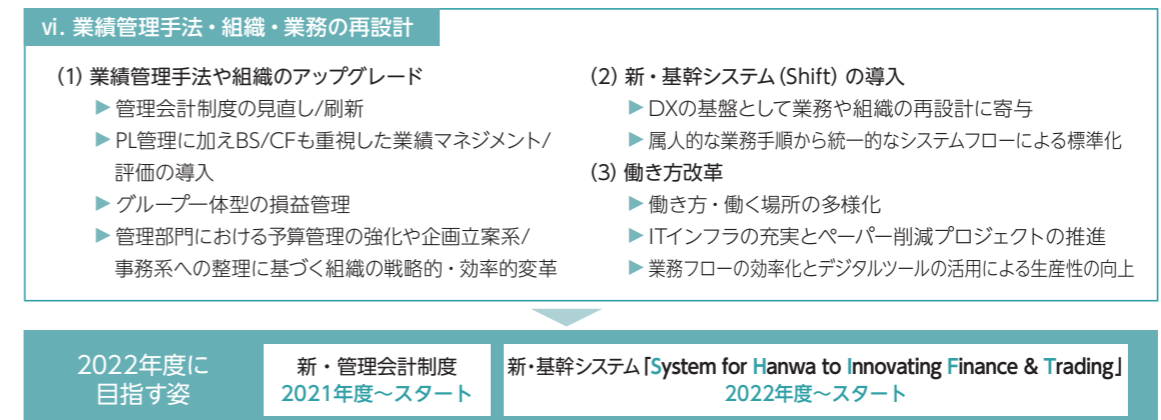 vi. 業績管理手法・組織・業務の再設計
(1) 業績管理手法や組織のアップグレード
▶管理会計制度の見直し/刷新
▶PL管理に加えBS/CFも重視した業績マネジメント/
評価の導入
▶グループ一体型の損益管理
▶管理部門における予算管理の強化や企画立案系/
事務系への整理に基づく組織の戦略的・効率的変革
(2) 新・基幹システム(Shift) の導入
▶DXの基盤として業務や組織の再設計に寄与
▶属人的な業務手順から統一的なシステムフローによる標準化
(3) 働き方改革
▶働き方・働く場所の多様化
▶ITインフラの充実とペーパー削減プロジェクトの推進
▶業務フローの効率化とデジタルツールの活用による生産性の向上
2022年度に
目指す姿
新・管理会計制度
2021年度〜スタート
新・基幹システム「System for Hanwa to Innovating Finance & Trading」
2022年度〜スタート